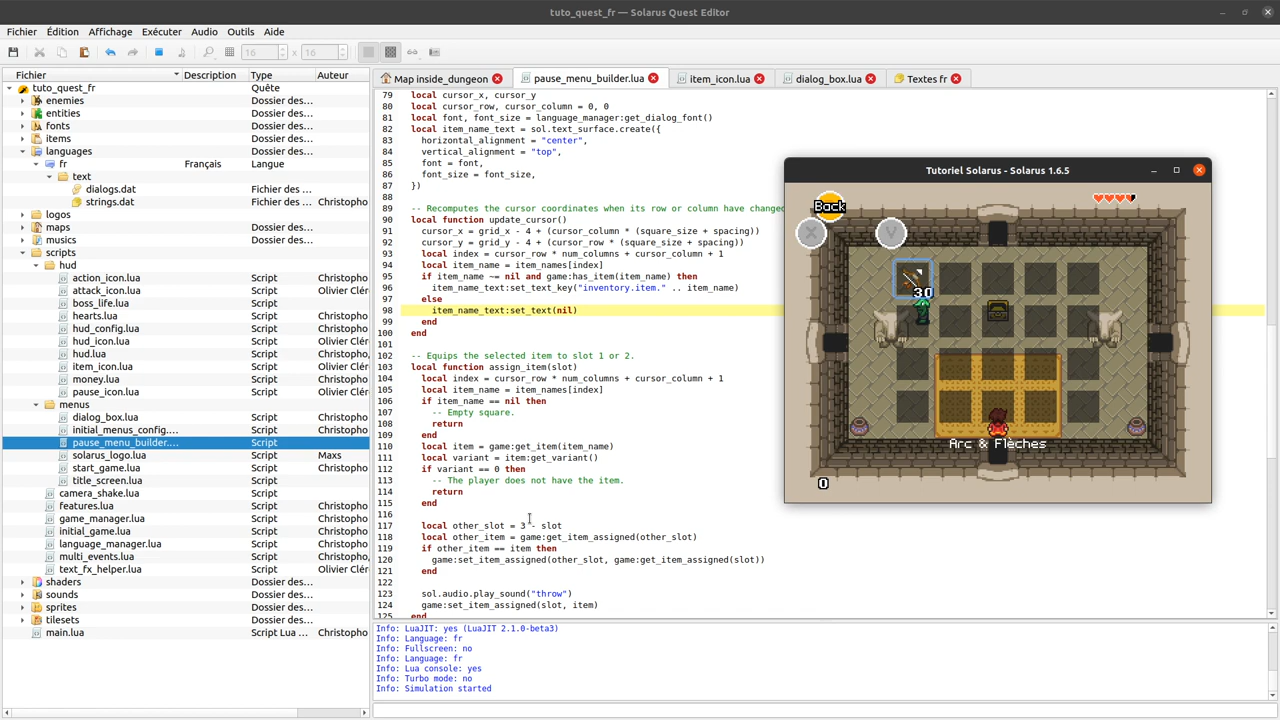 tuto_quest_fr — Solarus Quest Editor
Fichier Édition Affichage Exécuter Audio Outils Aide
16 x 16
Fichier Description Type Auteur
tuto_quest_fr Quête
enemies Dossier des...
entities Dossier des...
fonts Dossier des...
items Dossier des...
languages Dossier des...
fr Français Langue
text Dossier des...
dialogs.dat Fichier des ...
strings.dat Fichier des ... Christopho
logos Dossier des...
maps Dossier des...
musics Dossier des...
scripts Dossier des...
hud Dossier des...
action_icon.lua Script Christopho
attack_icon.lua Script Olivier Clér
boss_life.lua Script Christopho
hearts.lua Script Christopho
hud_config.lua Script Christopho
hud_icon.lua Script Olivier Clér
hud.lua Script Christopho,
item_icon.lua Script Olivier Clér
money.lua Script Christopho
pause_icon.lua Script Olivier Clér
menus Dossier des...
dialog_box.lua Script Christopho
initial_menus_config.... Script Christopho
pause_menu_builder.... Script
solarus_logo.lua Script Maxs
start_game.lua Script Christopho
title_screen.lua Script
camera_shake.lua Script Christopho
features.lua Script Christopho
game_manager.lua Script Christopho
initial_game.lua Script Christopho
language_manager.lua Script Christopho
multi_events.lua Script Christopho,
text_fx_helper.lua Script Olivier Clér
shaders Dossier des...
sounds Dossier des...
sprites Dossier des...
tilesets Dossier des...
main.lua Script Lua ... Christopho
Map inside_dungeon pause_menu_builder.lua item_icon.lua dialog_box.lua Textes fr
79 local cursor_x, cursor_y
80 local cursor_row, cursor_column = 0, 0
81 local font, font_size = language_manager:get_dialog_font()
82 local item_name_text = sol.text_surface.create({
83 horizontal_alignment = "center",
84 vertical_alignment = "top",
85 font = font,
86 font_size = font_size,
87 })
88
89 -- Recomputes the cursor coordinates when its row or column have changed
90 local function update_cursor()
91 cursor_x = grid_x - 4 + (cursor_column * (square_size + spacing))
92 cursor_y = grid_y - 4 + (cursor_row * (square_size + spacing))
93 local index = cursor_row * num_columns + cursor_column + 1
94 local item_name = item_names[index]
95 if item_name ~= nil and game:has_item(item_name) then
96 item_name_text:set_text_key("inventory.item." .. item_name)
97 else
98 item_name_text:set_text(nil)
99 end
100 end
101
102 -- Equips the selected item to slot 1 or 2.
103 local function assign_item(slot)
104 local index = cursor_row * num_columns + cursor_column + 1
105 local item_name = item_names[index]
106 if item_name == nil then
107 -- Empty square.
108 return
109 end
110 local item = game:get_item(item_name)
111 local variant = item:get_variant()
112 if variant == 0 then
113 -- The player does not have the item.
114 return
115 end
116
117 local other_slot = 3 - slot
118 local other_item = game:get_item_assigned(other_slot)
119 if other_item == item then
120 game:set_item_assigned(other_slot, game:get_item_assigned(slot))
121 end
122
123 sol.audio.play_sound("throw")
124 game:set_item_assigned(slot, item)
125 end
Info: LuaJIT: yes (LuaJIT 2.1.0-beta3)
Info: Language: fr
Info: Fullscreen: no
Info: Language: fr
Info: Lua console: yes
Info: Turbo mode: no
Info: Simulation started
Tutoriel Solarus - Solarus 1.6.5
Back
X V
30
Arc & Flèches
0